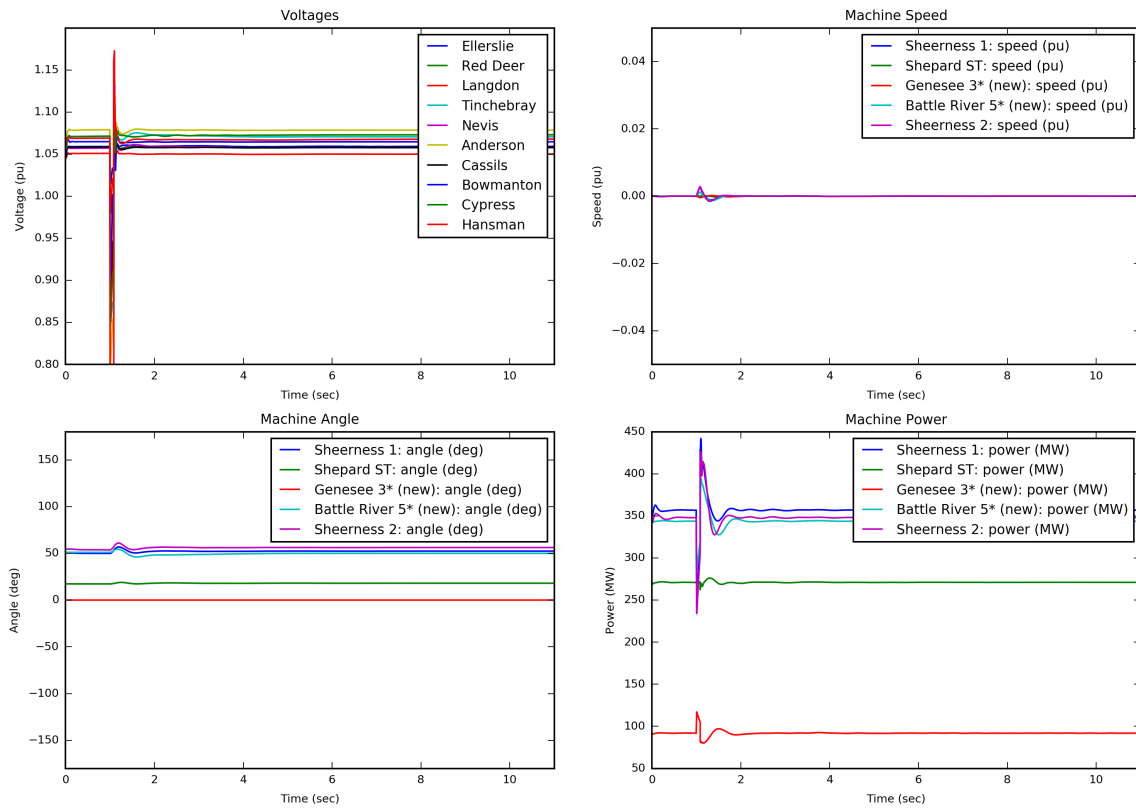 Voltages
Voltage (pu)
1.15
1.10
1.05
1.00
0.95
0.90
0.85
0.80
0 2 4 6 8 10
Time (sec)
Ellerslie
Red Deer
Langdon
Tinchebray
Nevis
Anderson
Cassils
Bowmanton
Cypress
Hansman
Machine Speed
Speed (pu)
0.04
0.02
0.00
−0.02
−0.04
0 2 4 6 8 10
Time (sec)
Sheerness 1: speed (pu)
Shepard ST: speed (pu)
Genesee 3* (new): speed (pu)
Battle River 5* (new): speed (pu)
Sheerness 2: speed (pu)
Machine Angle
Angle (deg)
150
100
50
0
−50
−100
−150
0 2 4 6 8 10
Time (sec)
Sheerness 1: angle (deg)
Shepard ST: angle (deg)
Genesee 3* (new): angle (deg)
Battle River 5* (new): angle (deg)
Sheerness 2: angle (deg)
Machine Power
Power (MW)
450
400
350
300
250
200
150
100
50
0 2 4 6 8 10
Time (sec)
Sheerness 1: power (MW)
Shepard ST: power (MW)
Genesee 3* (new): power (MW)
Battle River 5* (new): power (MW)
Sheerness 2: power (MW)